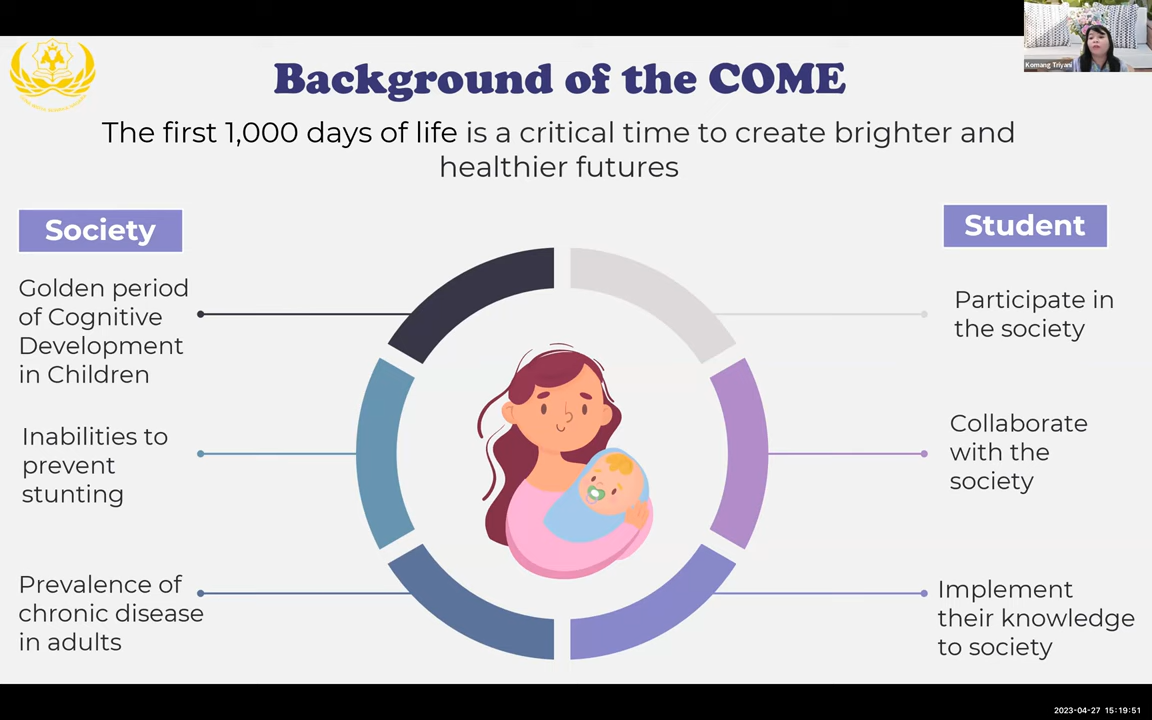 Background of the COME
The first 1,000 days of life is a critical time to create brighter and
healthier futures
Society
Golden period
of Cognitive
Development
in Children
Inabilities to
prevent
stunting
Prevalence of
chronic disease
in adults
Student
Participate in
the society
Collaborate
with the
society
Implement
their knowledge
to society
Komang Triyani
2023-04-27 15:19:51